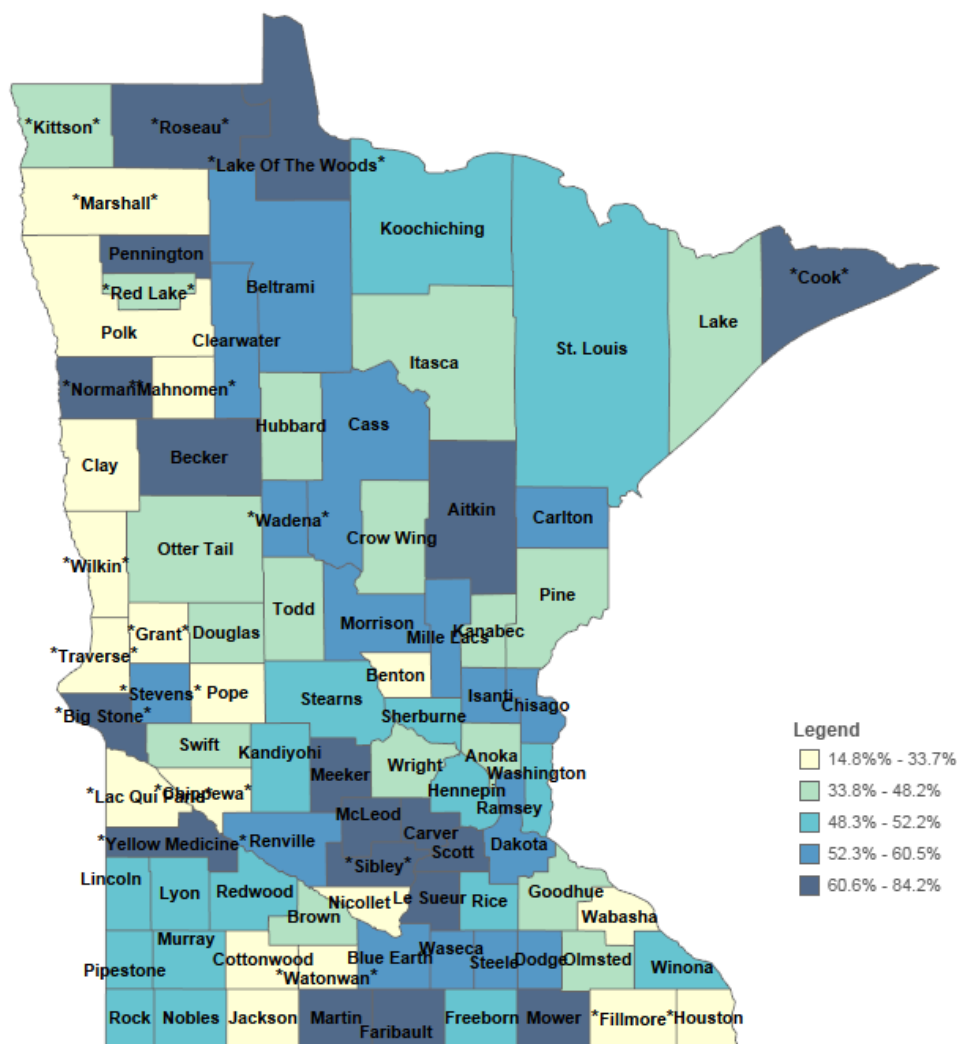 *Kittson*
*Roseau*
*Lake Of The Woods*
*Marshall*
Koochiching
Pennington
*Cook*
*Red Lake*
Beltrami
Lake
Polk
Clearwater
St. Louis
Itasca
*Norman*
*Mahnomen*
Hubbard
Cass
Becker
Clay
Aitkin
Carlton
*Wadena*
Crow Wing
Otter Tail
*Wilkin*
Pine
Todd
Morrison
Kanabec
*Grant*
Douglas
Mille Lacs
*Traverse*
Benton
*Stevens*
Pope
Stearns
Isanti
Chisago
*Big Stone*
Sherburne
Legend
Swift
Kandiyohi
Anoka
14.8%% - 33.7%
Wright
Meeker
Washington
33.8% - 48.2%
*Lac Qui Parle*
*Chippewa*
Hennepin
Ramsey
48.3% - 52.2%
McLeod
Carver
*Yellow Medicine*
Renville
Dakota
52.3% - 60.5%
Scott
*Sibley*
Lincoln
60.6% - 84.2%
Lyon
Redwood
Goodhue
Le Sueur
Rice
Nicollet
Brown
Wabasha
Murray
Waseca
Cottonwood
Blue Earth
Steele
Dodge
Olmsted
Pipestone
*Watonwan*
Winona
Rock
Nobles
Jackson
Martin
Faribault
Freeborn
Mower
*Fillmore*
Houston